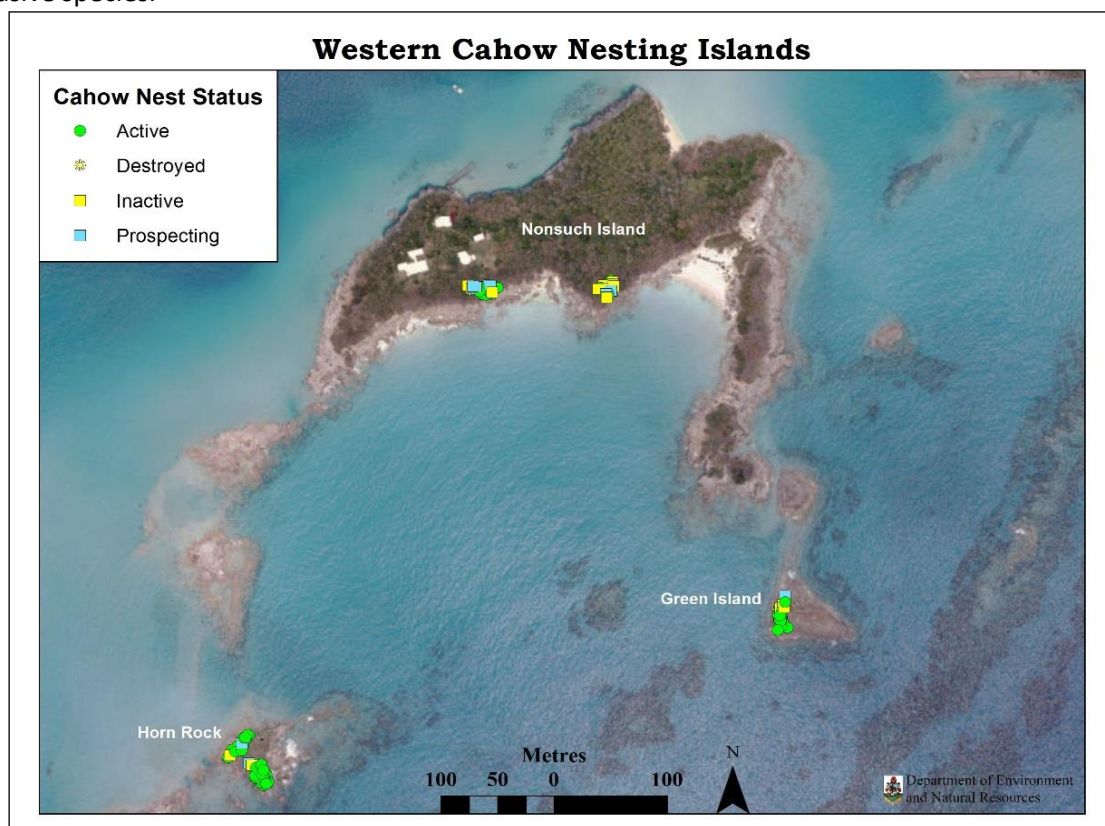 Western Cahow Nesting Islands
Cahow Nest Status
Active
Destroyed
Inactive
Prospecting
Nonsuch Island
Green Island
Horn Rock
Metres
100 50 0 100
N
Department of Environment
and Natural Resources